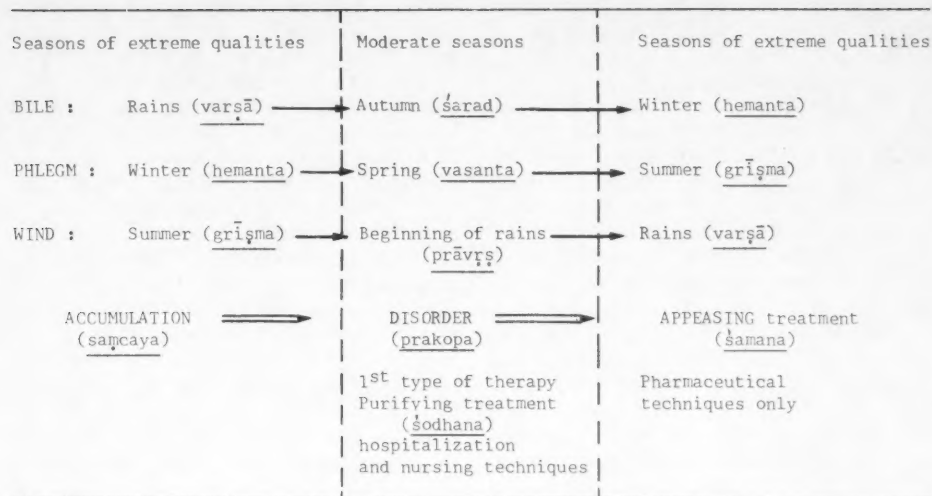 Seasons of extreme qualities Moderate seasons Seasons of extreme qualities
BILE : Rains (varṣā) Autumn (śarad) Winter (hemanta)
PHLEGM : Winter (hemanta) Spring (vasanta) Summer (grīṣma)
WIND : Summer (grīṣma) Beginning of rains Rains (varṣā)
(prāvṛṣ)
ACCUMULATION DISORDER APPEASING treatment
(saṃcaya) (prakopa) (śamana)
1st type of therapy Pharmaceutical
Purifying treatment techniques only
(śodhana)
hospitalization
and nursing techniques